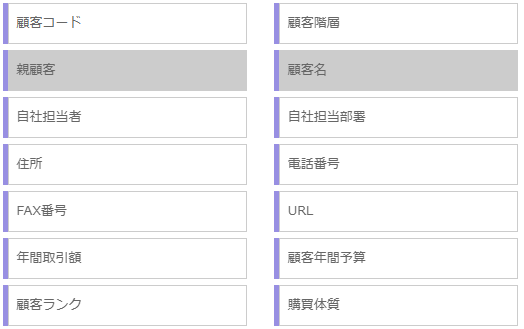 顧客コード
顧客階層
親顧客
顧客名
自社担当者
自社担当部署
住所
電話番号
FAX番号
URL
年間取引額
顧客年間予算
顧客ランク
購買体質